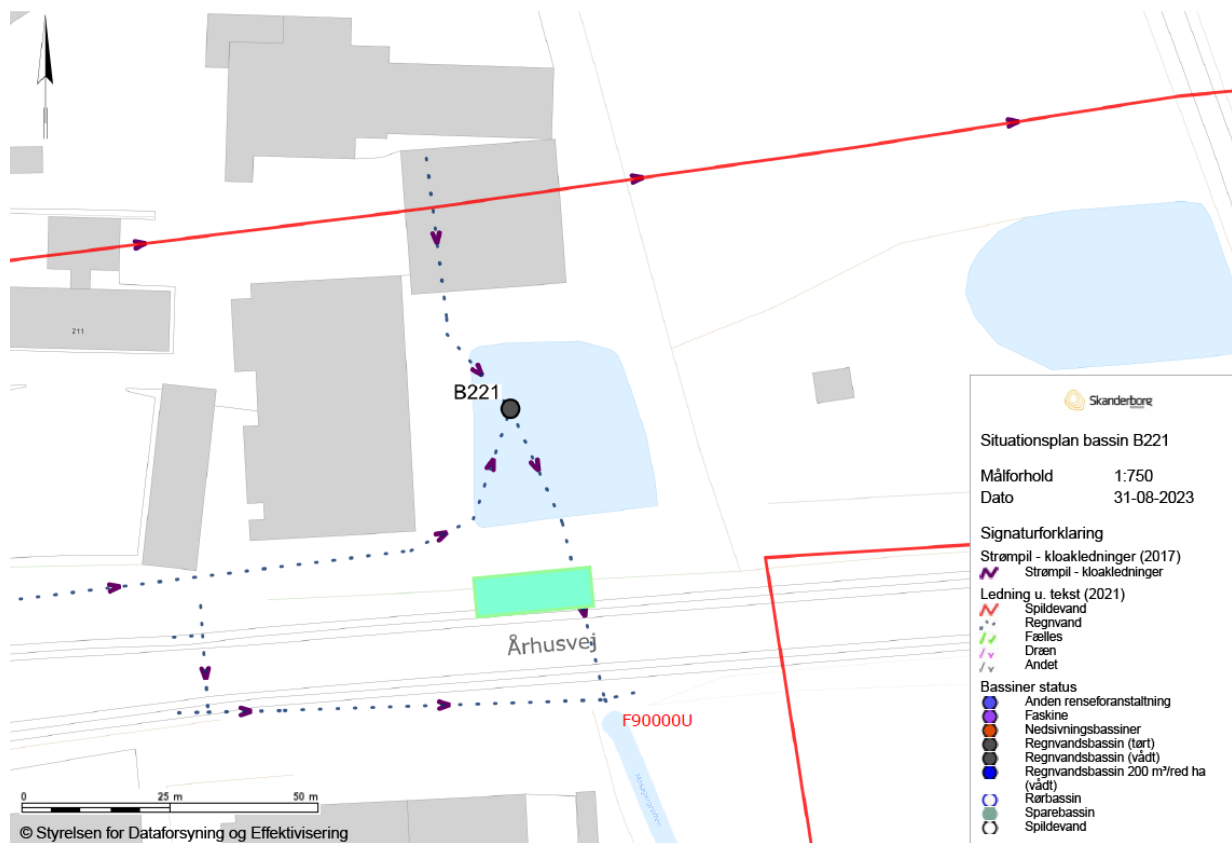 211
B221
Århusvej
F90000U
0 25 m 50 m
© Styrelsen for Dataforsyning og Effektivisering
Skanderborg
Situationsplan bassin B221
Målforhold 1:750
Dato 31-08-2023
Signaturforklaring
Strømpil - kloakledninger (2017)
Strømpil - kloakledninger
Ledning u. tekst (2021)
Spildevand
Regnvand
Fælles
Dræn
Andet
Bassiner status
Anden renseforanstaltning
Faskine
Nedsivningsbassiner
Regnvandsbassin (tørt)
Regnvandsbassin (vådt)
Regnvandsbassin 200 m³/red ha
(vådt)
Rørbassin
Sparebassin
Spildevand